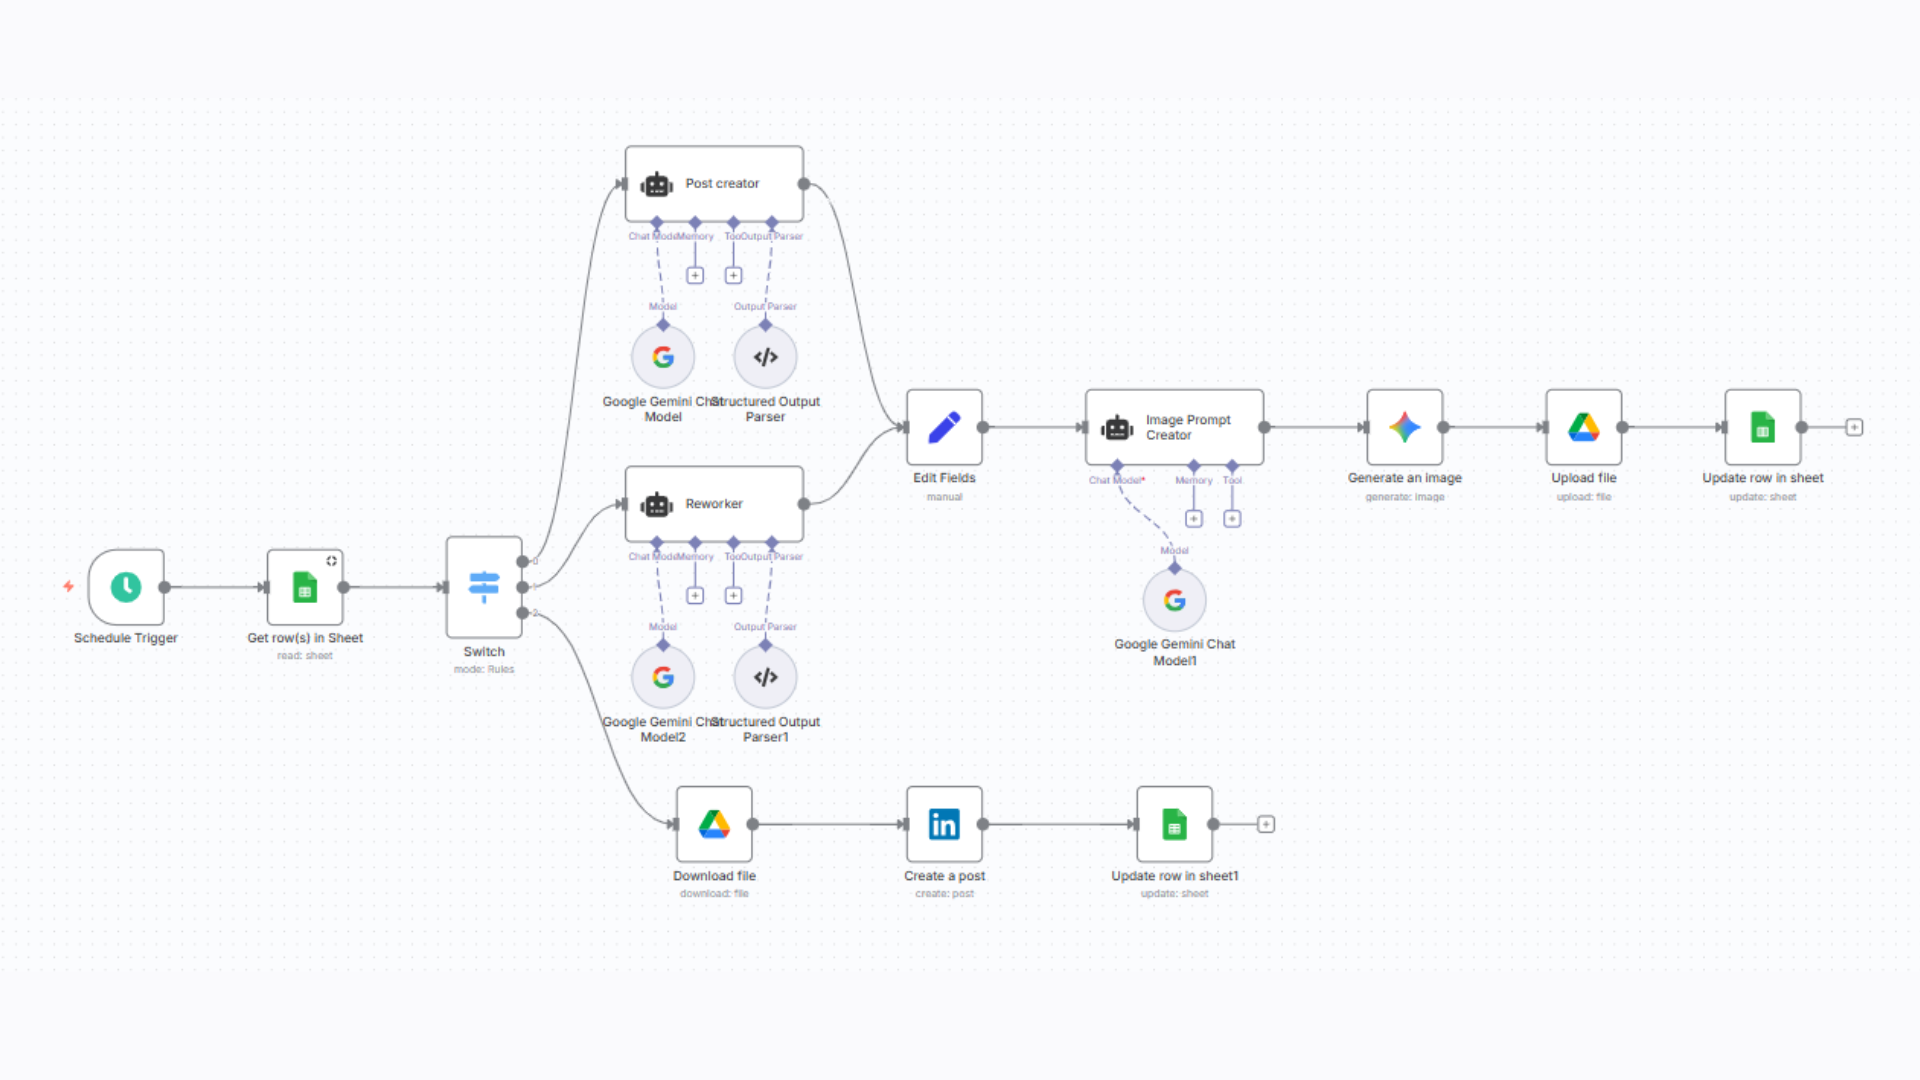 Post creator
Chat Model
Memory
Tool
Output Parser
Model
Output Parser
Google Gemini Chat
Model
Structured Output
Parser
Reworker
Chat Model
Memory
Tool
Output Parser
Model
Output Parser
Google Gemini Chat
Model2
Structured Output
Parser1
Schedule Trigger
Get row(s) in Sheet
read: sheet
0
1
2
Switch
mode: Rules
Edit Fields
manual
Image Prompt
Creator
Chat Model*
Memory
Tool
Model
Google Gemini Chat
Model1
Generate an image
generate: image
Upload file
upload: file
Update row in sheet
update: sheet
Download file
download: file
in
Create a post
create: post
Update row in sheet1
update: sheet